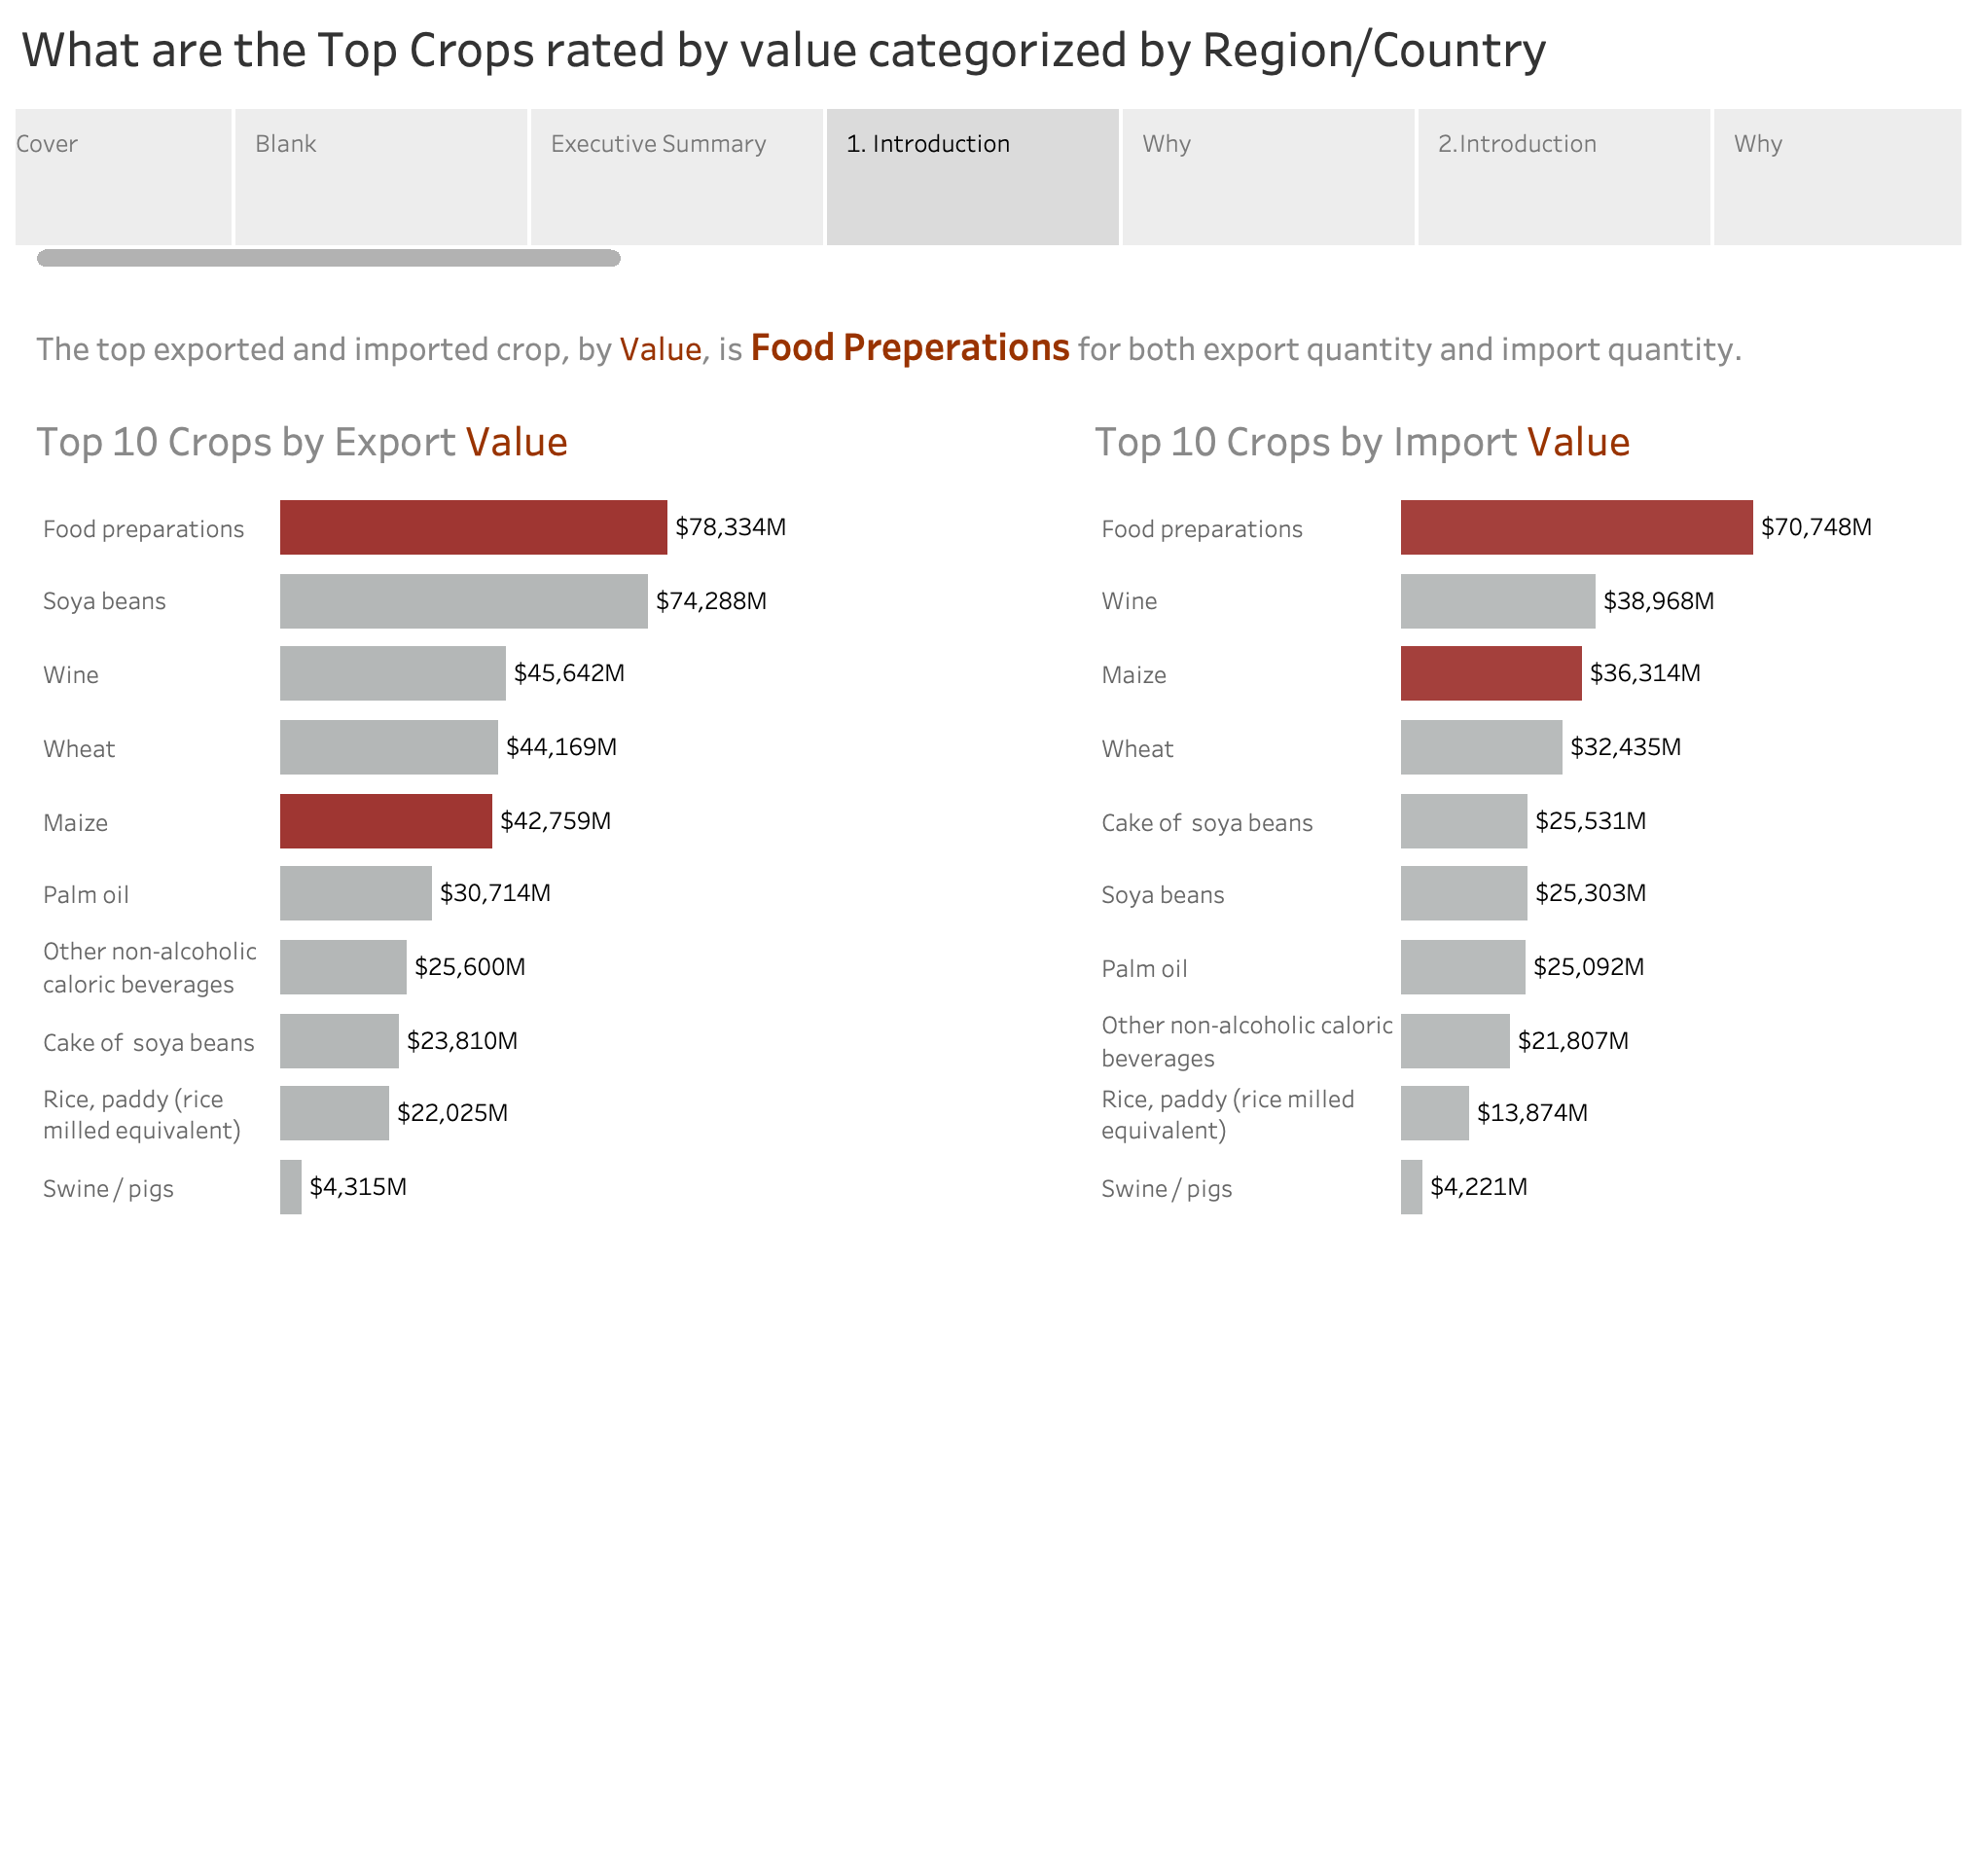 What are the Top Crops rated by value categorized by Region/Country
Cover
Blank
Executive Summary
1. Introduction
Why
2.Introduction
Why
The top exported and imported crop, by Value, is Food Preperations for both export quantity and import quantity.
Top 10 Crops by Export Value
Food preparations $78,334M
Soya beans $74,288M
Wine $45,642M
Wheat $44,169M
Maize $42,759M
Palm oil $30,714M
Other non-alcoholic
caloric beverages $25,600M
Cake of soya beans $23,810M
Rice, paddy (rice
milled equivalent) $22,025M
Swine / pigs $4,315M
Top 10 Crops by Import Value
Food preparations $70,748M
Wine $38,968M
Maize $36,314M
Wheat $32,435M
Cake of soya beans $25,531M
Soya beans $25,303M
Palm oil $25,092M
Other non-alcoholic caloric
beverages $21,807M
Rice, paddy (rice milled
equivalent) $13,874M
Swine / pigs $4,221M